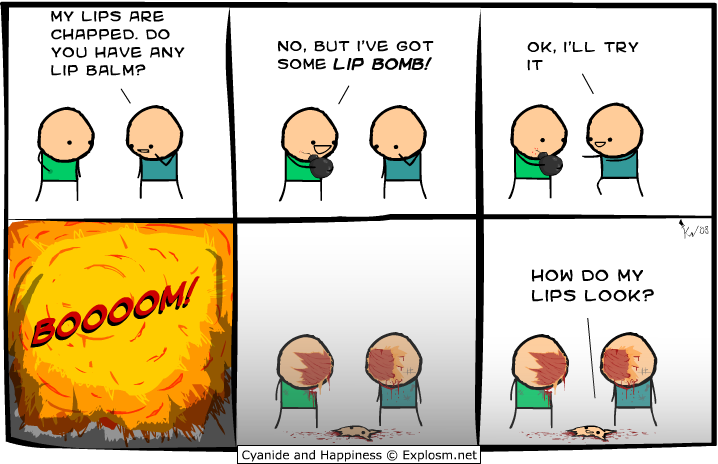 MY LIPS ARE
CHAPPED. DO
YOU HAVE ANY
LIP BALM?
NO, BUT I'VE GOT
SOME LIP BOMB!
OK, I'LL TRY
IT
BOOOOM!
HOW DO MY
LIPS LOOK?
Cyanide and Happiness © Explosm.net